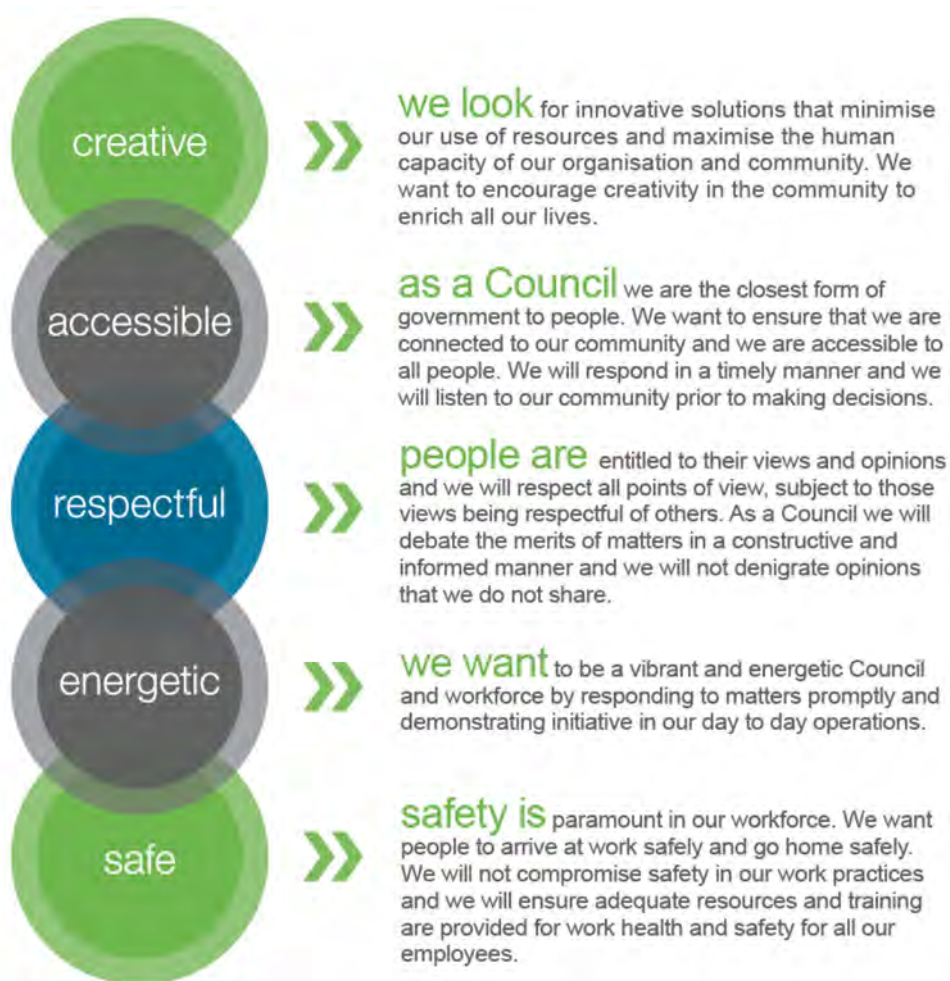 creative
we look for innovative solutions that minimise
our use of resources and maximise the human
capacity of our organisation and community. We
want to encourage creativity in the community to
enrich all our lives.
accessible
as a Council we are the closest form of
government to people. We want to ensure that we are
connected to our community and we are accessible to
all people. We will respond in a timely manner and we
will listen to our community prior to making decisions.
respectful
people are entitled to their views and opinions
and we will respect all points of view, subject to those
views being respectful of others. As a Council we will
debate the merits of matters in a constructive and
informed manner and we will not denigrate opinions
that we do not share.
energetic
we want to be a vibrant and energetic Council
and workforce by responding to matters promptly and
demonstrating initiative in our day to day operations.
safe
safety is paramount in our workforce. We want
people to arrive at work safely and go home safely.
We will not compromise safety in our work practices
and we will ensure adequate resources and training
are provided for work health and safety for all our
employees.